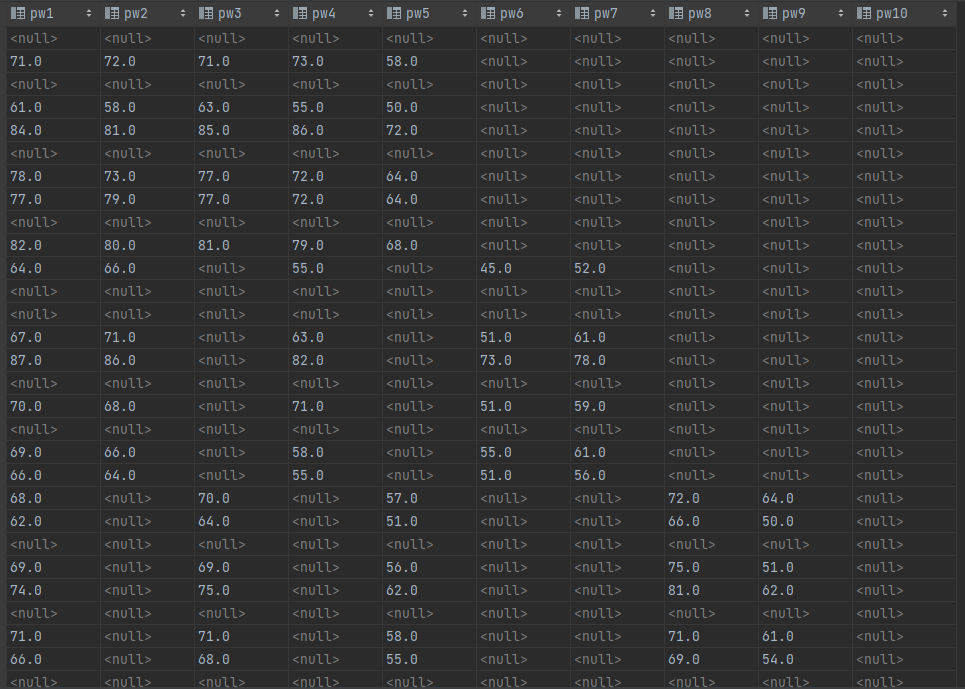 pw1 pw2 pw3 pw4 pw5 pw6 pw7 pw8 pw9 pw10
<null> <null> <null> <null> <null> <null> <null> <null> <null> <null>
71.0 72.0 71.0 73.0 58.0 <null> <null> <null> <null> <null>
<null> <null> <null> <null> <null> <null> <null> <null> <null> <null>
61.0 58.0 63.0 55.0 50.0 <null> <null> <null> <null> <null>
84.0 81.0 85.0 86.0 72.0 <null> <null> <null> <null> <null>
<null> <null> <null> <null> <null> <null> <null> <null> <null> <null>
78.0 73.0 77.0 72.0 64.0 <null> <null> <null> <null> <null>
77.0 79.0 77.0 72.0 64.0 <null> <null> <null> <null> <null>
<null> <null> <null> <null> <null> <null> <null> <null> <null> <null>
82.0 80.0 81.0 79.0 68.0 <null> <null> <null> <null> <null>
64.0 66.0 <null> 55.0 <null> 45.0 52.0 <null> <null> <null>
<null> <null> <null> <null> <null> <null> <null> <null> <null> <null>
<null> <null> <null> <null> <null> <null> <null> <null> <null> <null>
67.0 71.0 <null> 63.0 <null> 51.0 61.0 <null> <null> <null>
87.0 86.0 <null> 82.0 <null> 73.0 78.0 <null> <null> <null>
<null> <null> <null> <null> <null> <null> <null> <null> <null> <null>
70.0 68.0 <null> 71.0 <null> 51.0 59.0 <null> <null> <null>
<null> <null> <null> <null> <null> <null> <null> <null> <null> <null>
69.0 66.0 <null> 58.0 <null> 55.0 61.0 <null> <null> <null>
66.0 64.0 <null> 55.0 <null> 51.0 56.0 <null> <null> <null>
68.0 <null> 70.0 <null> 57.0 <null> <null> 72.0 64.0 <null>
62.0 <null> 64.0 <null> 51.0 <null> <null> 66.0 50.0 <null>
<null> <null> <null> <null> <null> <null> <null> <null> <null> <null>
69.0 <null> 69.0 <null> 56.0 <null> <null> 75.0 51.0 <null>
74.0 <null> 75.0 <null> 62.0 <null> <null> 81.0 62.0 <null>
<null> <null> <null> <null> <null> <null> <null> <null> <null> <null>
71.0 <null> 71.0 <null> 58.0 <null> <null> 71.0 61.0 <null>
66.0 <null> 68.0 <null> 55.0 <null> <null> 69.0 54.0 <null>
<null> <null> <null> <null> <null> <null> <null> <null> <null> <null>